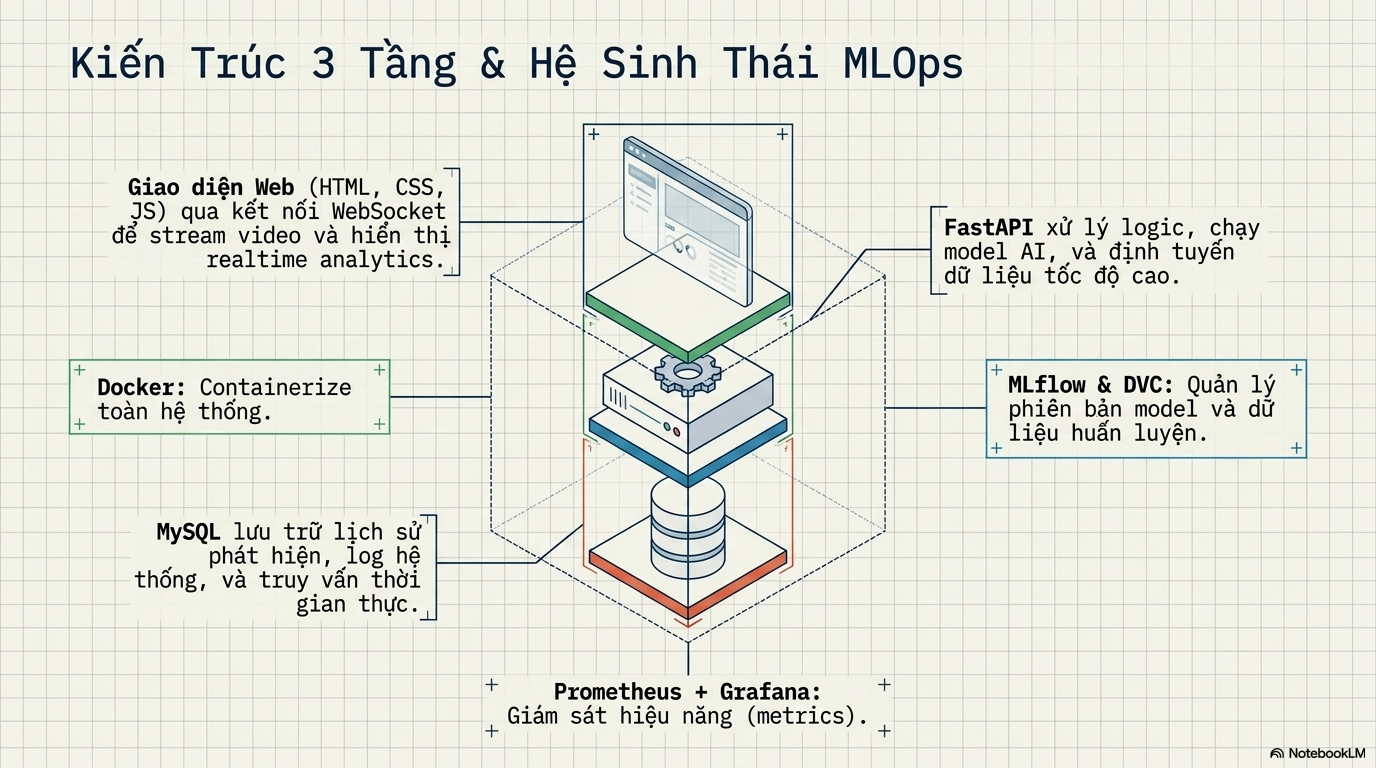 Kiến Trúc 3 Tầng & Hệ Sinh Thái MLOps
Giao diện Web (HTML, CSS,
JS) qua kết nối WebSocket
để stream video và hiển thị
realtime analytics.
FastAPI xử lý logic, chạy
model AI, và định tuyến
dữ liệu tốc độ cao.
Docker: Containerize
toàn hệ thống.
MLflow & DVC: Quản lý
phiên bản model và dữ
liệu huấn luyện.
MySQL lưu trữ lịch sử
phát hiện, log hệ
thống, và truy vấn thời
gian thực.
Prometheus + Grafana:
Giám sát hiệu năng (metrics).
NotebookLM